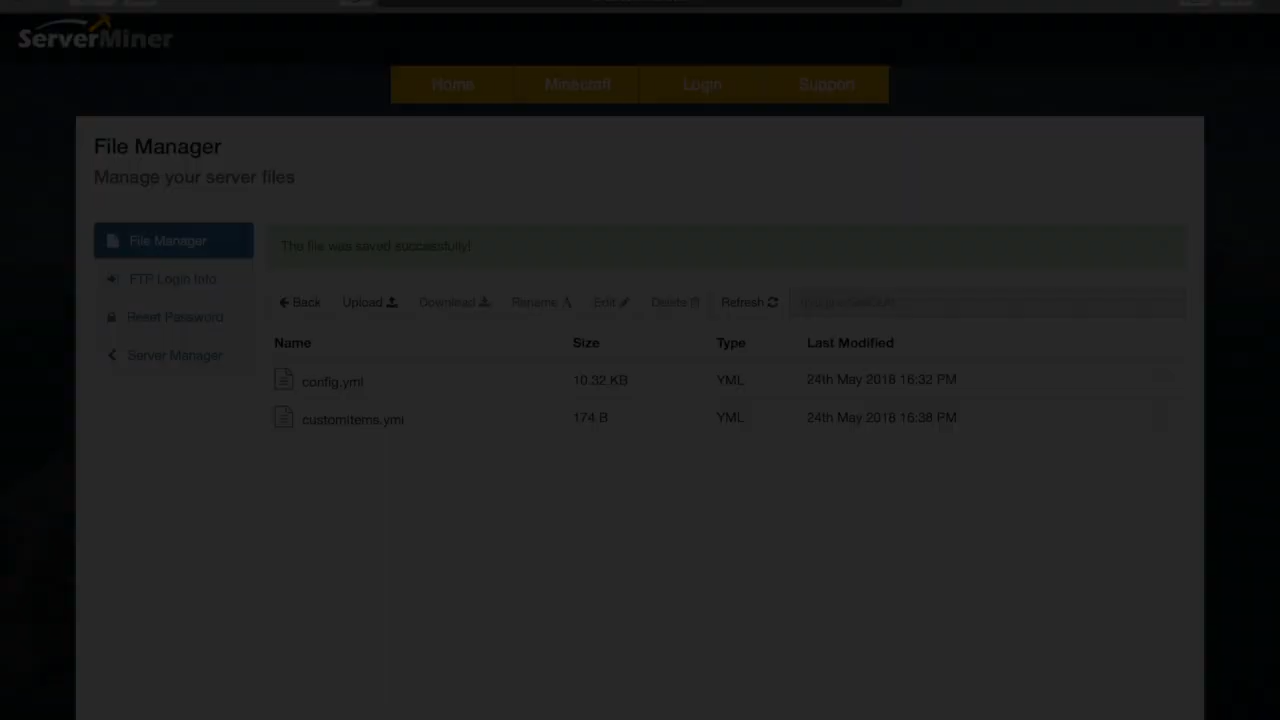 ServerMiner
Home Minecraft Login Support
File Manager
Manage your server files
File Manager
The file was saved successfully!
FTP Login Info
Back Upload Download Rename Edit Delete Refresh
Reset Password
Name Size Type Last Modified
Server Manager
config.yml 10.32 KB YML 24th May 2018 16:32 PM
customitems.yml 174 B YML 24th May 2018 16:38 PM